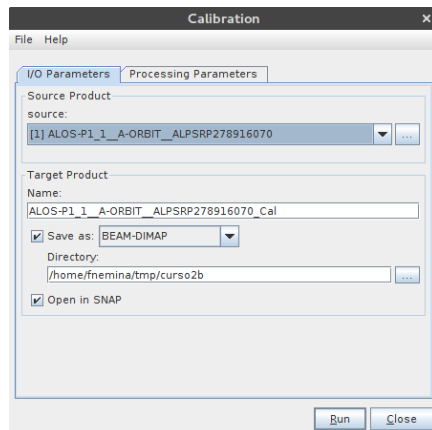 Calibration ×
File Help
I/O Parameters Processing Parameters
Source Product
source:
[1] ALOS-P1_1__A-ORBIT__ALPSRP278916070 ...
Target Product
Name:
ALOS-P1_1__A-ORBIT__ALPSRP278916070_Cal
Save as: BEAM-DIMAP
Directory:
/home/fnemina/tmp/curso2b ...
Open in SNAP
Run Close